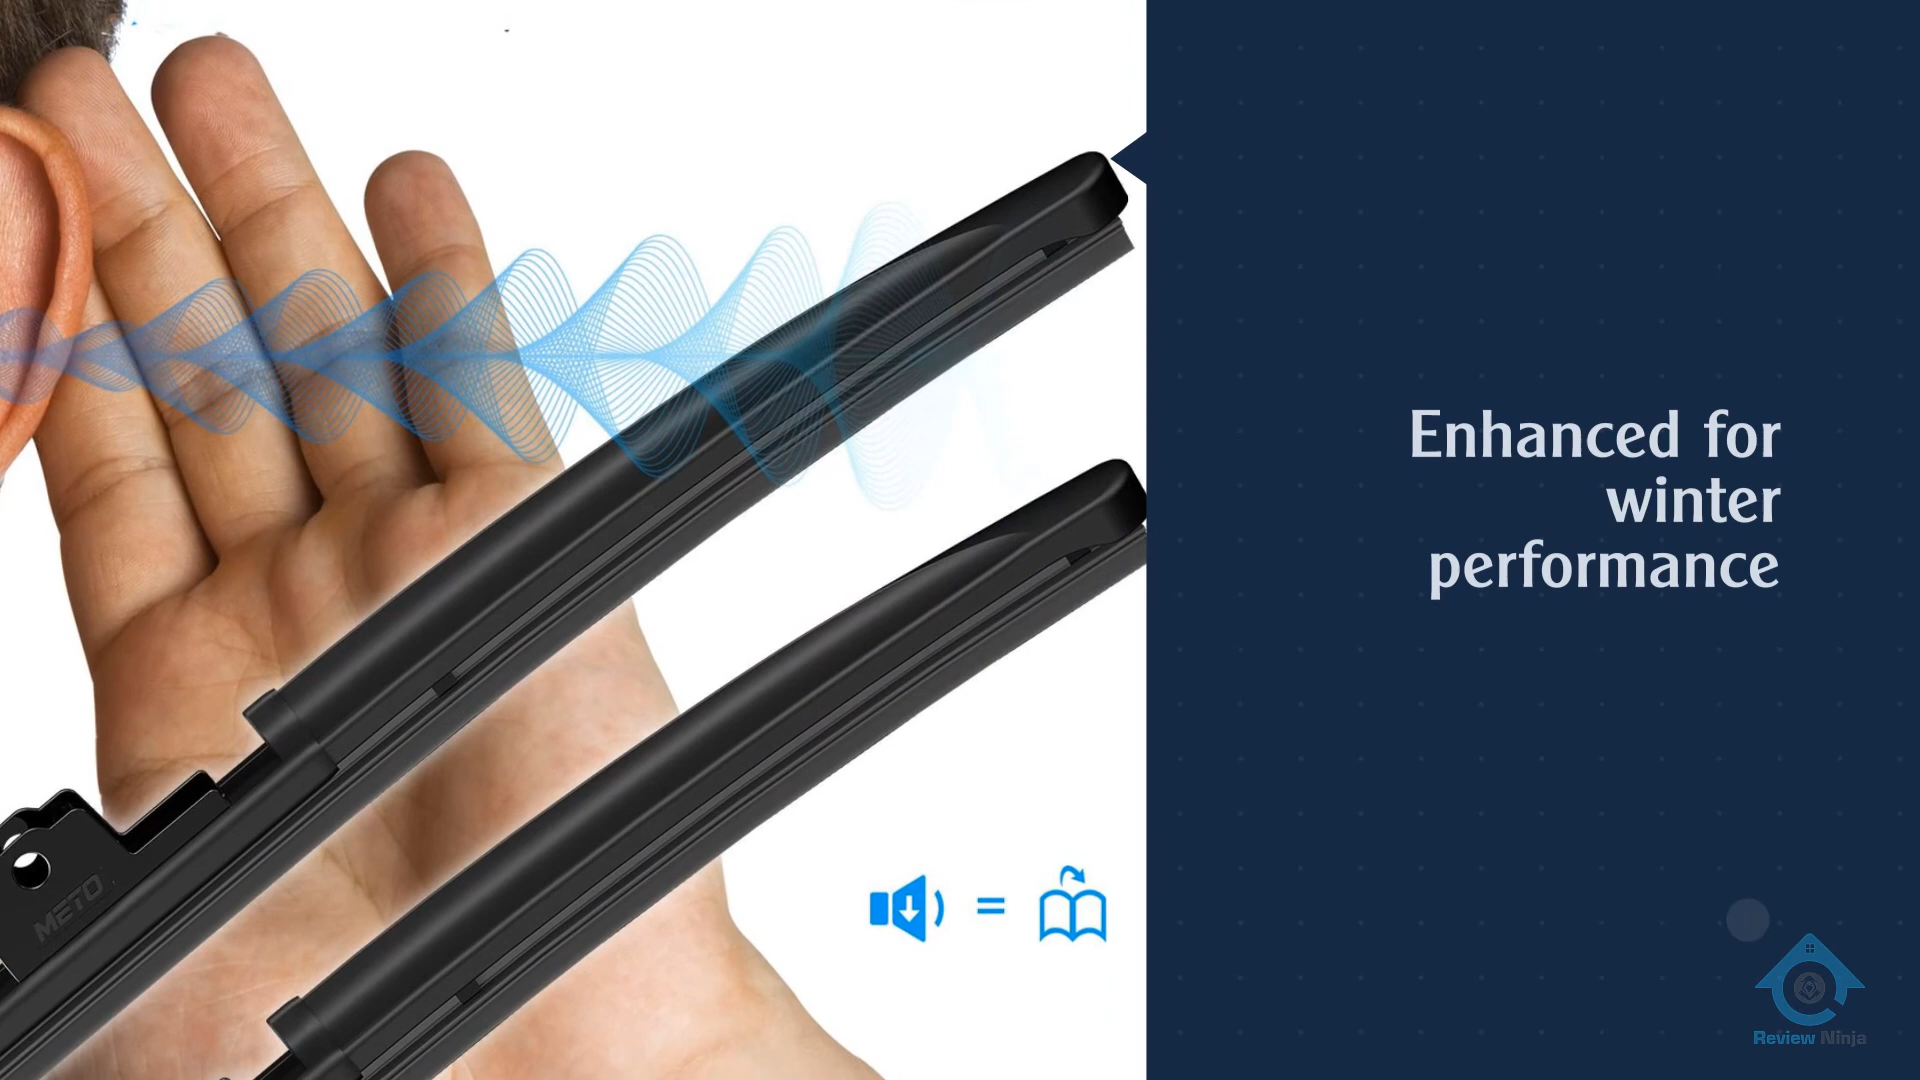 Enhanced for
winter
performance
METO
=
Review Ninja